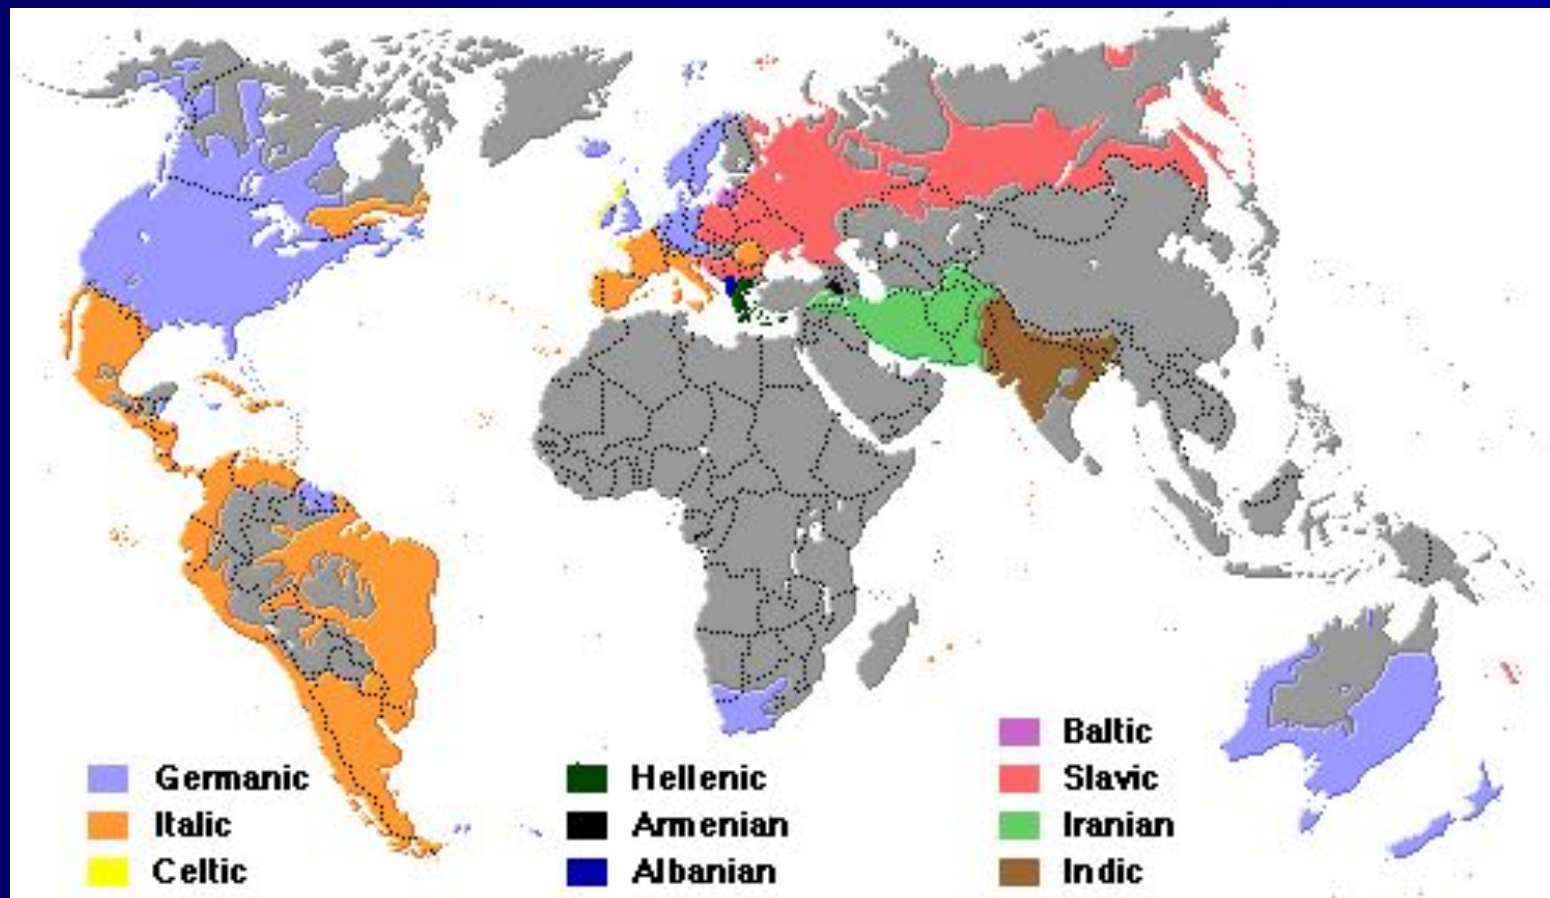 Germanic
Italic
Celtic
Hellenic
Armenian
Albanian
Baltic
Slavic
Iranian
Indic